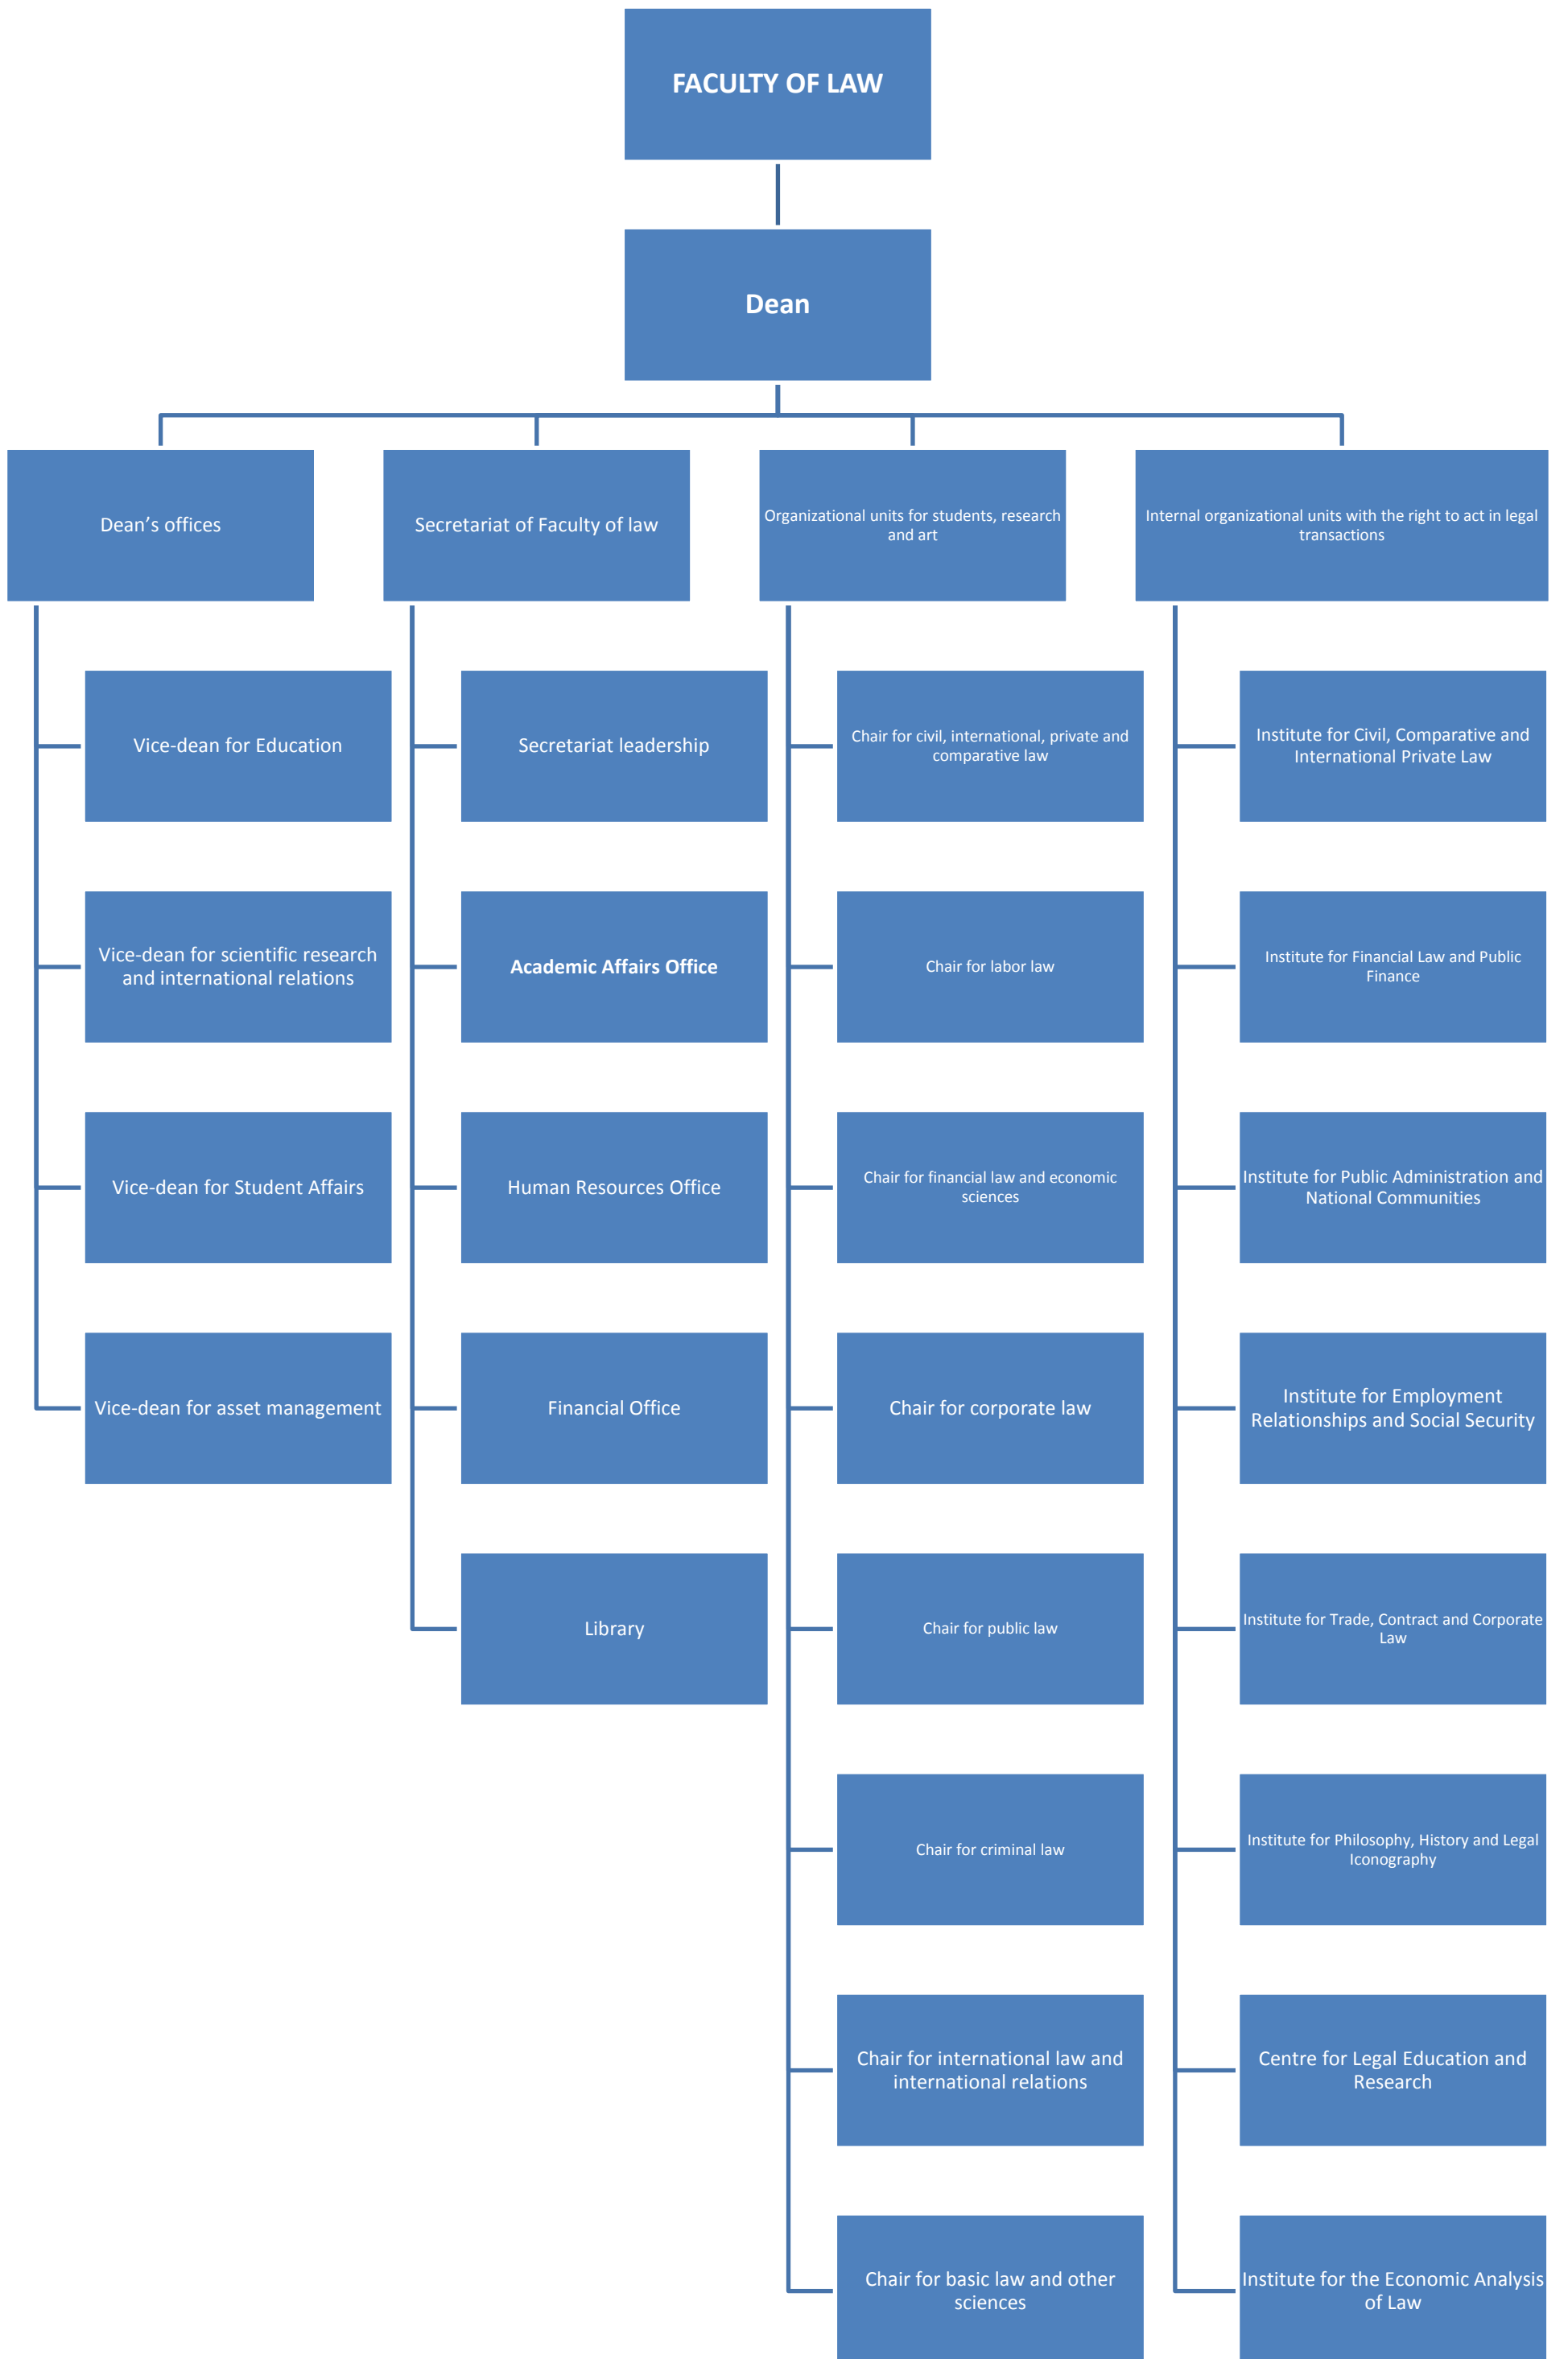 FACULTY OF LAW
Dean
Dean’s offices
Secretariat of Faculty of law
Organizational units for students, research
and art
Internal organizational units with the right to act in legal
transactions
Vice-dean for Education
Vice-dean for scientific research
and international relations
Vice-dean for Student Affairs
Vice-dean for asset management
Secretariat leadership
Academic Affairs Office
Human Resources Office
Financial Office
Library
Chair for civil, international, private and
comparative law
Chair for labor law
Chair for financial law and economic
sciences
Chair for corporate law
Chair for public law
Chair for criminal law
Chair for international law and
international relations
Chair for basic law and other
sciences
Institute for Civil, Comparative and
International Private Law
Institute for Financial Law and Public
Finance
Institute for Public Administration and
National Communities
Institute for Employment
Relationships and Social Security
Institute for Trade, Contract and Corporate
Law
Institute for Philosophy, History and Legal
Iconography
Centre for Legal Education and
Research
Institute for the Economic Analysis
of Law